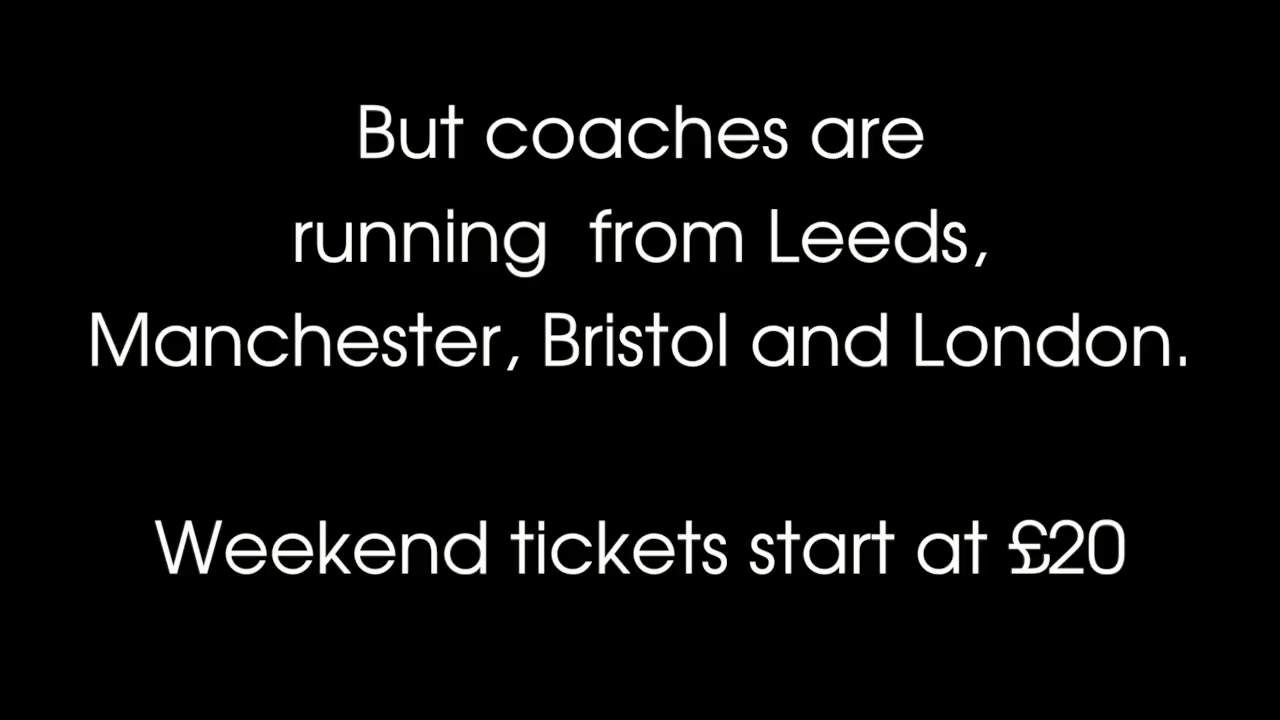 But coaches are
running  from Leeds,
Manchester, Bristol and London.
Weekend tickets start at £20